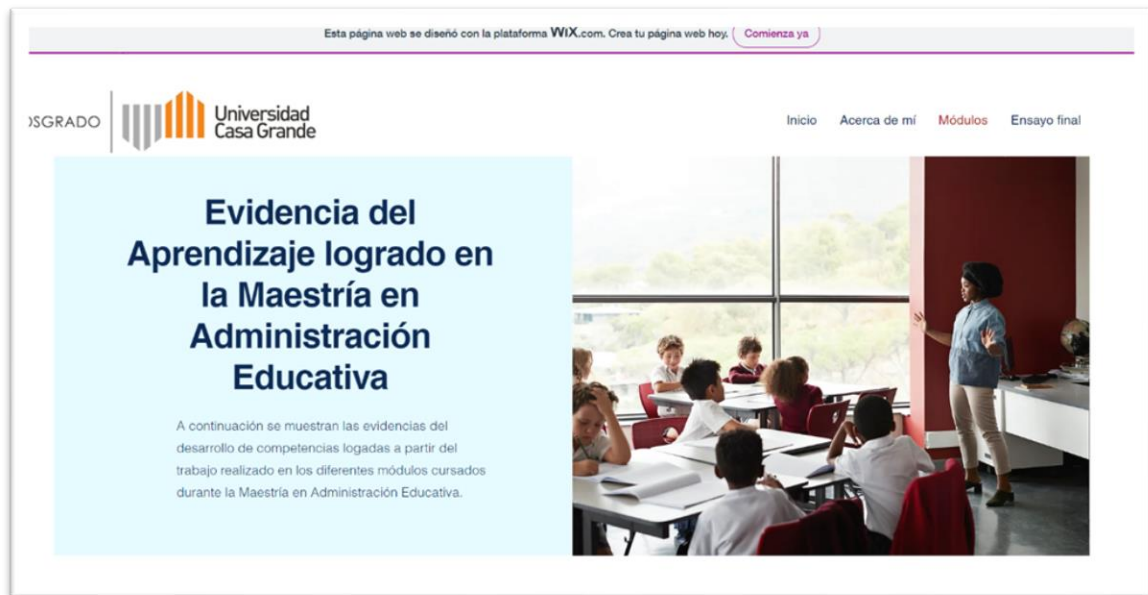 Esta página web se diseñó con la plataforma WiX.com. Crea tu página web hoy. Comienza ya
OSGRADO
Universidad
Casa Grande
Inicio Acerca de mí Módulos Ensayo final
Evidencia del
Aprendizaje logrado en
la Maestría en
Administración
Educativa
A continuación se muestran las evidencias del
desarrollo de competencias logadas a partir del
trabajo realizado en los diferentes módulos cursados
durante la Maestría en Administración Educativa.